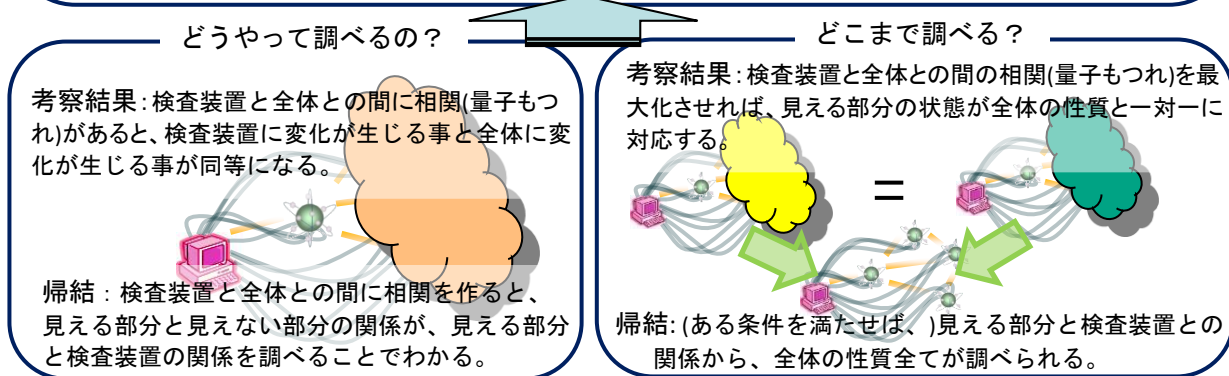 どうやって調べるの?
考察結果:検査装置と全体との間に相関(量子もつ
れ)があると、検査装置に変化が生じる事と全体に変
化が生じる事が同等になる。
帰結：検査装置と全体との間に相関を作ると、
見える部分と見えない部分の関係が、見える部分
と検査装置の関係を調べることでわかる。
どこまで調べる?
考察結果:検査装置と全体との間の相関(量子もつれ)を最
大化させれば、見える部分の状態が全体の性質と一対一に
対応する。
=
帰結:(ある条件を満たせば、)見える部分と検査装置との
関係から、全体の性質全てが調べられる。